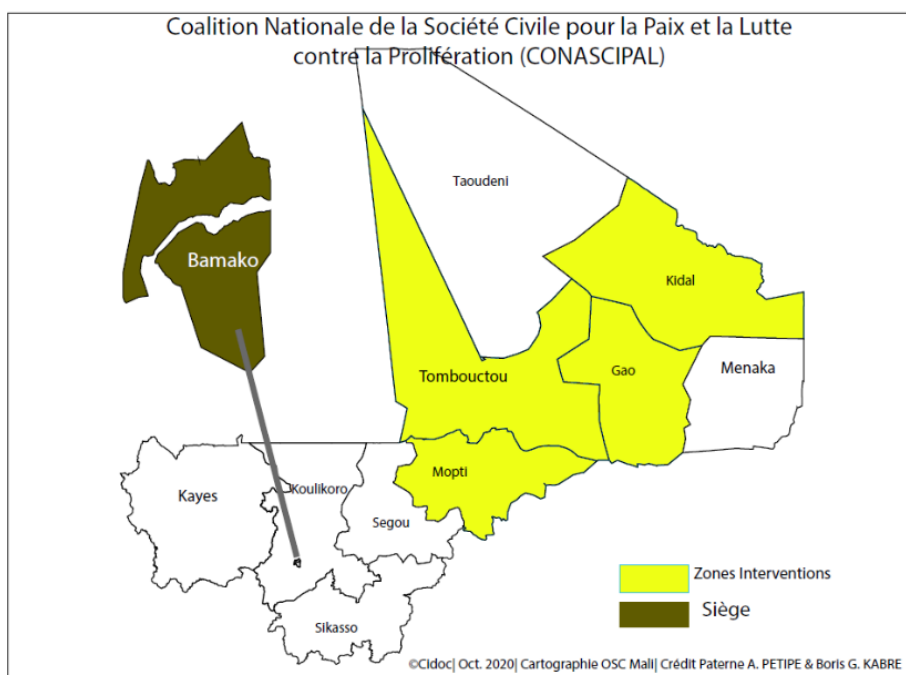 Coalition Nationale de la Société Civile pour la Paix et la Lutte
contre la Prolifération (CONASCIPAL)
Taoudeni
Bamako
Kidal
Tombouctou
Gao
Menaka
Mopti
Kayes
Koulikoro
Segou
Sikasso
Zones Interventions
Siège
©Cidoc| Oct. 2020| Cartographie OSC Mali| Crédit Paterne A. PETIPE & Boris G. KABRE